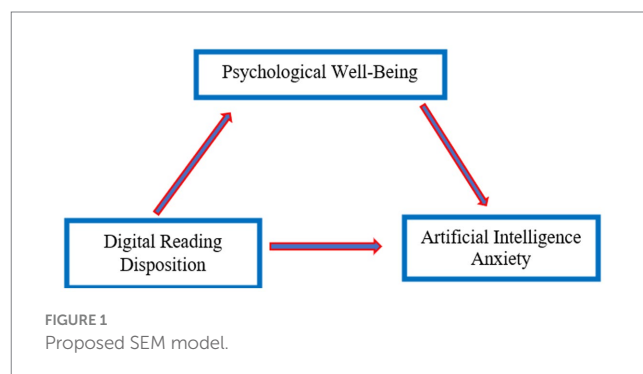 Psychological Well-Being
Digital Reading
Disposition
Artificial Intelligence
Anxiety
FIGURE 1
Proposed SEM model.